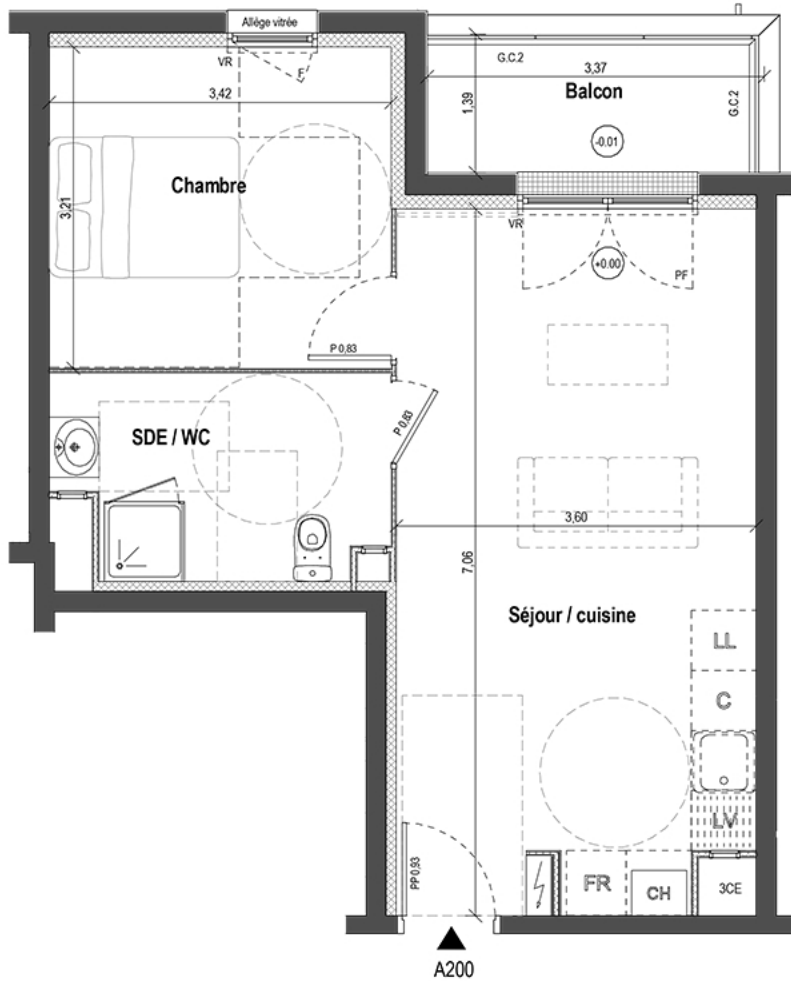 Allège vitrée
VR
F
G.C.2
3,37
3,42
1,39
Balcon
G.C.2
-0.01
Chambre
3,21
VR
+0.00
PF
P 0,83
P 0,83
SDE / WC
3,60
7,06
Séjour / cuisine
LL
C
LV
PP 0,93
FR
CH
3CE
A200